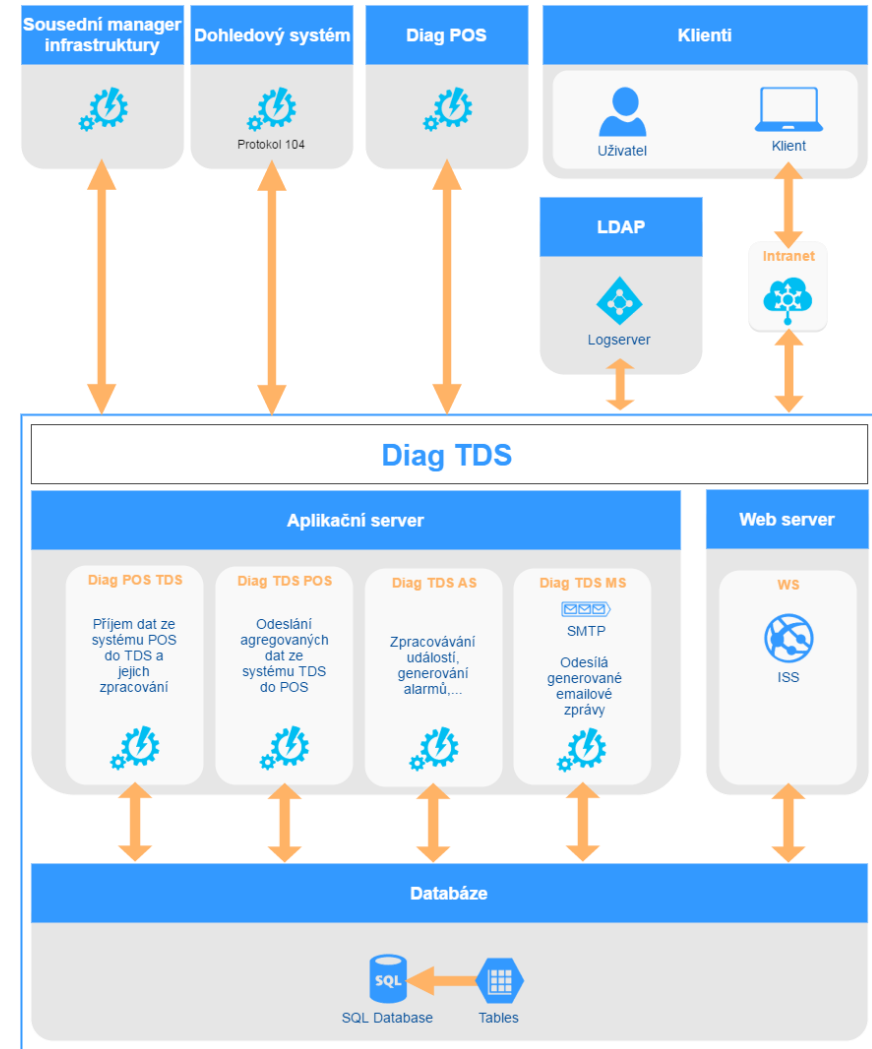 Sousední manager
infrastruktury
Dohledový systém
Protokol 104
Diag POS
Klienti
Uživatel
Klient
LDAP
Logserver
Intranet
Diag TDS
Aplikační server
Web server
Diag POS TDS
Příjem dat ze
systému POS
do TDS a
jejich
zpracování
Diag TDS POS
Odeslání
agregovaných
dat ze
systému TDS
do POS
Diag TDS AS
Zpracovávání
událostí,
generování
alarmů,...
Diag TDS MS
SMTP
Odesílá
generované
emailové
zprávy
WS
ISS
Databáze
SQL
SQL Database
Tables